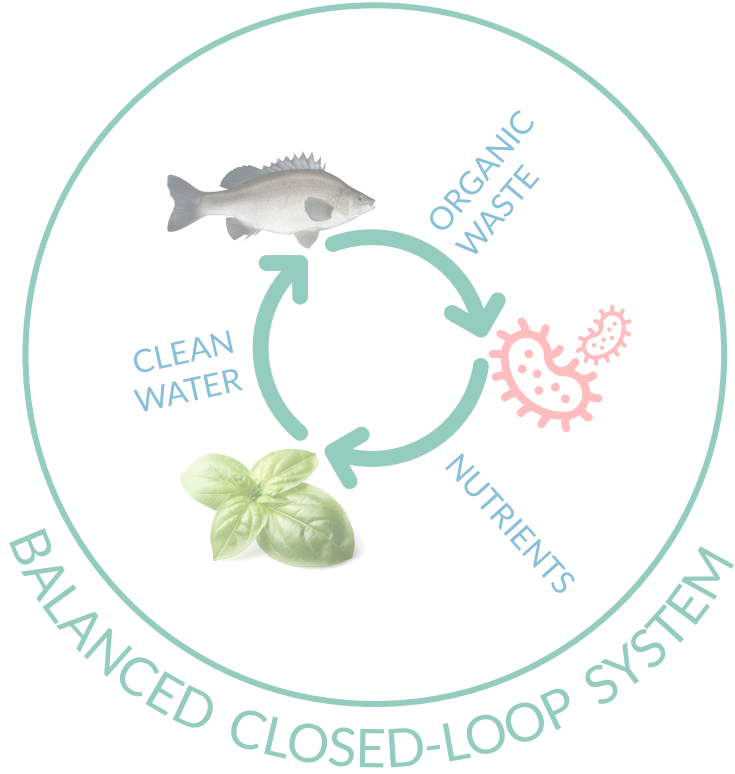 ORGANIC
WASTE
CLEAN
WATER
NUTRIENTS
BALANCED CLOSED-LOOP SYSTEM